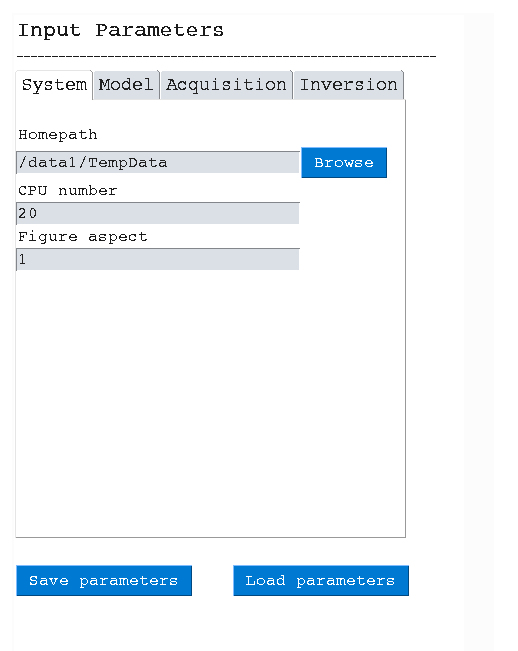 Input Parameters
------------------------------------------------------------
System Model Acquisition Inversion
Homepath
/data1/TempData Browse
CPU number
20
Figure aspect
1
Save parameters Load parameters